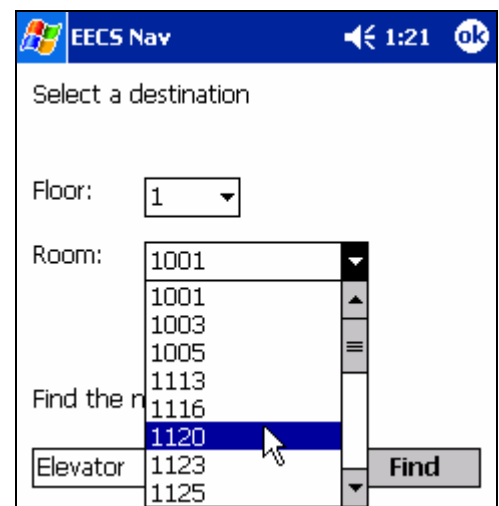 EECS Nav 1:21 ok
Select a destination
Floor: 1
Room: 1001
1001
1003
1005
1113
Find the n 1116
1120
Elevator 1123 Find
1125